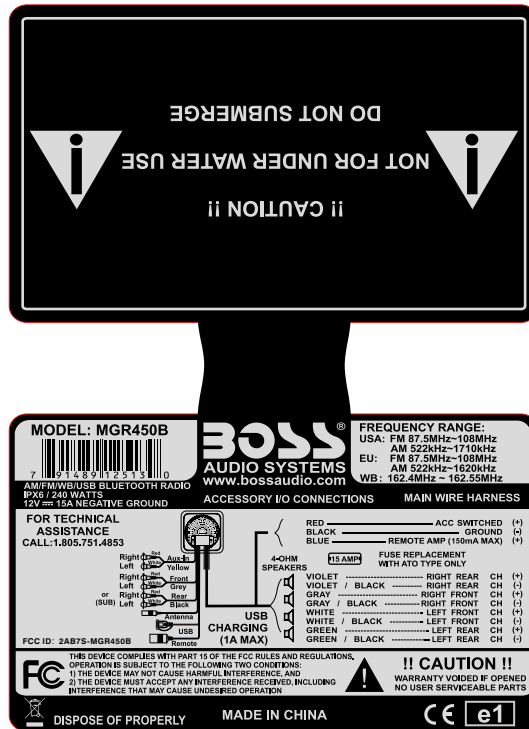 !! CAUTION !!
NOT FOR UNDER WATER USE
DO NOT SUBMERGE
MODEL: MGR450B
7 91489 12513 0
AM/FM/WB/USB BLUETOOTH RADIO
IPX6 / 240 WATTS
12V 15A NEGATIVE GROUND
BOSS®
AUDIO SYSTEMS
www.bossaudio.com
FREQUENCY RANGE:
USA: FM 87.5MHz~108MHz
AM 522kHz~1710kHz
EU: FM 87.5MHz~108MHz
AM 522kHz~1620kHz
WB: 162.4MHz ~ 162.55MHz
ACCESSORY I/O CONNECTIONS
MAIN WIRE HARNESS
FOR TECHNICAL
ASSISTANCE
CALL:1.805.751.4853
Right Red Aux-In
Left White Yellow
Right Red Front
Left White Grey
or Right Red Rear
(SUB) Left White Black
Antenna
USB
Remote
USB
CHARGING
(1A MAX)
FCC ID: 2AB7S-MGR450B
RED ACC SWITCHED (+)
BLACK GROUND (-)
BLUE REMOTE AMP (150mA MAX) (+)
4-OHM
SPEAKERS
15 AMP
FUSE REPLACEMENT
WITH ATO TYPE ONLY
VIOLET RIGHT REAR CH (+)
VIOLET / BLACK RIGHT REAR CH (-)
GRAY RIGHT FRONT CH (+)
GRAY / BLACK RIGHT FRONT CH (-)
WHITE LEFT FRONT CH (+)
WHITE / BLACK LEFT FRONT CH (-)
GREEN LEFT REAR CH (+)
GREEN / BLACK LEFT REAR CH (-)
FC
THIS DEVICE COMPLIES WITH PART 15 OF THE FCC RULES AND REGULATIONS.
OPERATION IS SUBJECT TO THE FOLLOWING TWO CONDITIONS:
1) THE DEVICE MAY NOT CAUSE HARMFUL INTERFERENCE, AND
2) THE DEVICE MUST ACCEPT ANY INTERFERENCE RECEIVED, INCLUDING
INTERFERENCE THAT MAY CAUSE UNDESIRED OPERATION
!! CAUTION !!
WARRANTY VOIDED IF OPENED
NO USER SERVICEABLE PARTS
DISPOSE OF PROPERLY
MADE IN CHINA
CE e1